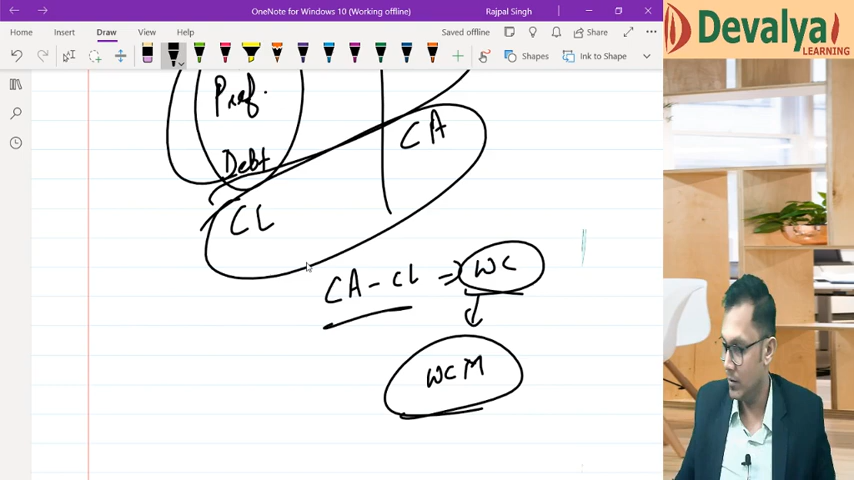 OneNote for Windows 10 (Working offline)
Rajpal Singh
Devalya
LEARNING
Home Insert Draw View Help
Saved offline
Share
Shapes
Ink to Shape
Pref.
Debt
CA
CL
CA - CL => WC
WCM